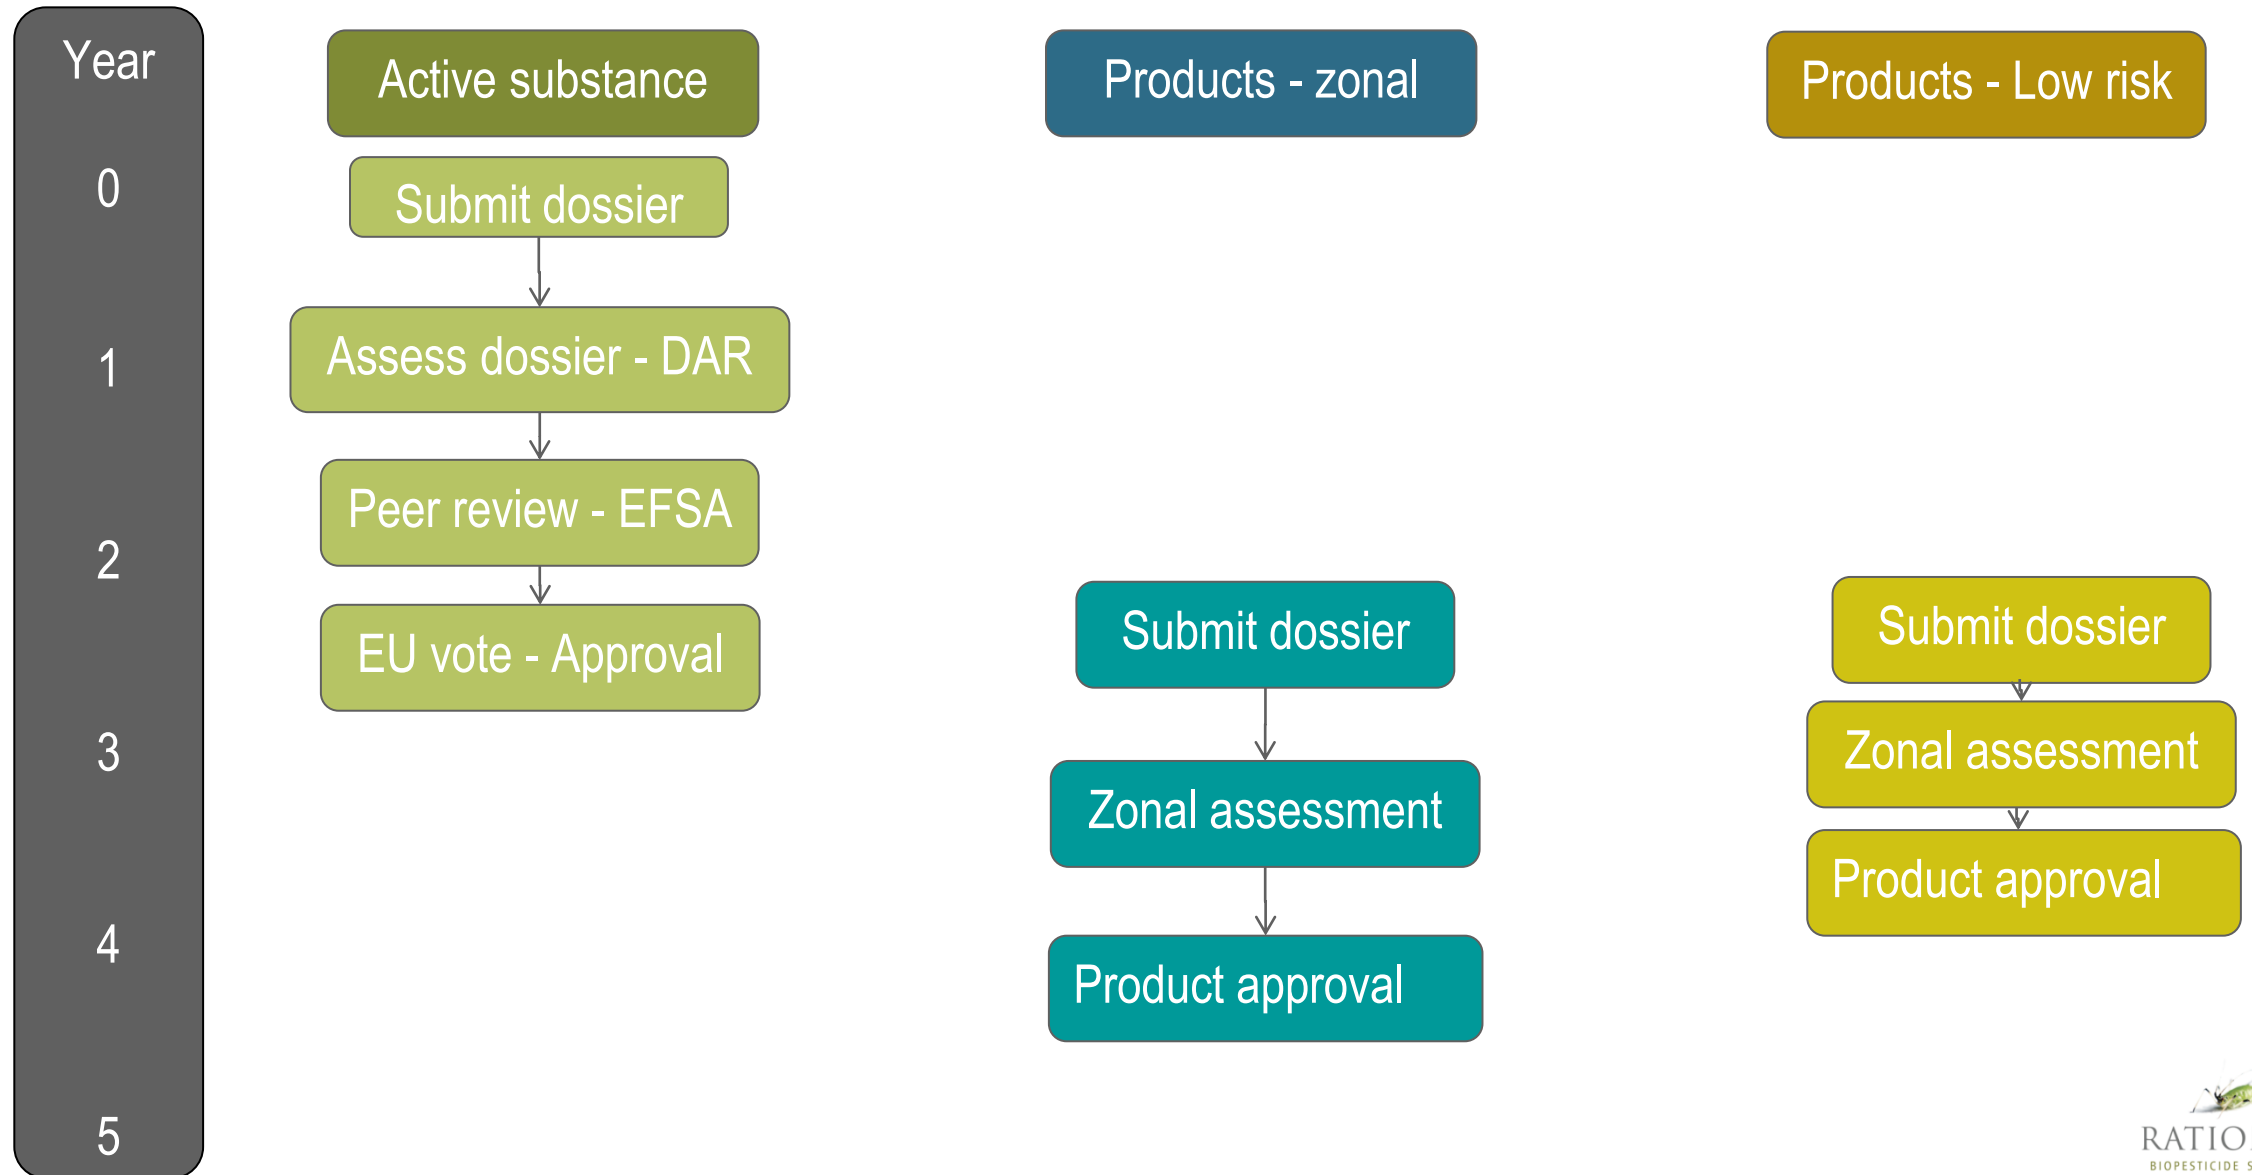 Year
0
1
2
3
4
5
Active substance
Submit dossier
Assess dossier - DAR
Peer review - EFSA
EU vote - Approval
Products - zonal
Submit dossier
Zonal assessment
Product approval
Products - Low risk
Submit dossier
Zonal assessment
Product approval
BIOPESTICIDE